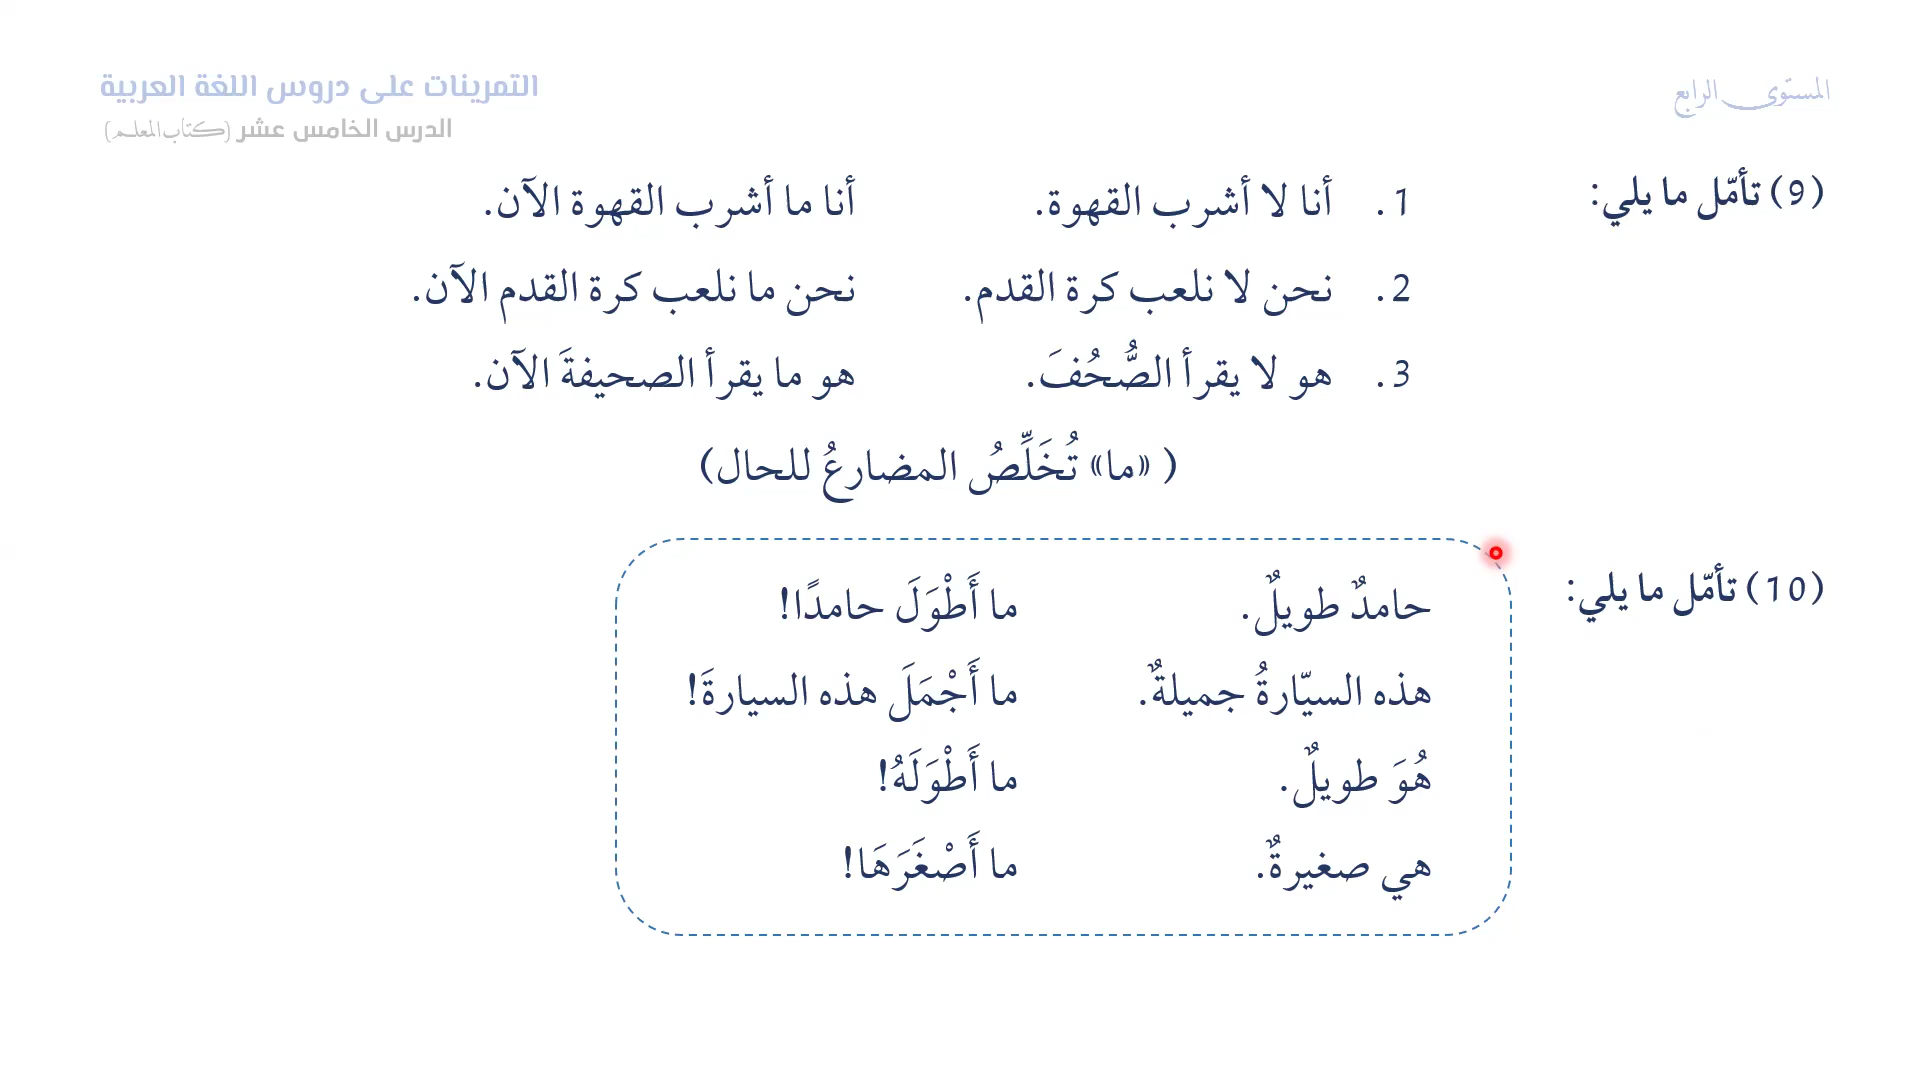 المستوى الرابع
التمرينات على دروس اللغة العربية
الدرس الخامس عشر (كتاب المعلم)
(9) تأمّل ما يلي:
1. أنا لا أشرب القهوة. أنا ما أشرب القهوة الآن.
2. نحن لا نلعب كرة القدم. نحن ما نلعب كرة القدم الآن.
3. هو لا يقرأ الصُّحُفَ. هو ما يقرأ الصحيفةَ الآن.
( «ما» تُخَلِّصُ المضارعُ للحال)
(10) تأمّل ما يلي:
حامدٌ طويلٌ. ما أَطْوَلَ حامدًا!
هذه السيّارةُ جميلةٌ. ما أَجْمَلَ هذه السيارةَ!
هُوَ طويلٌ. ما أَطْوَلَهُ!
هي صغيرةٌ. ما أَصْغَرَهَا!